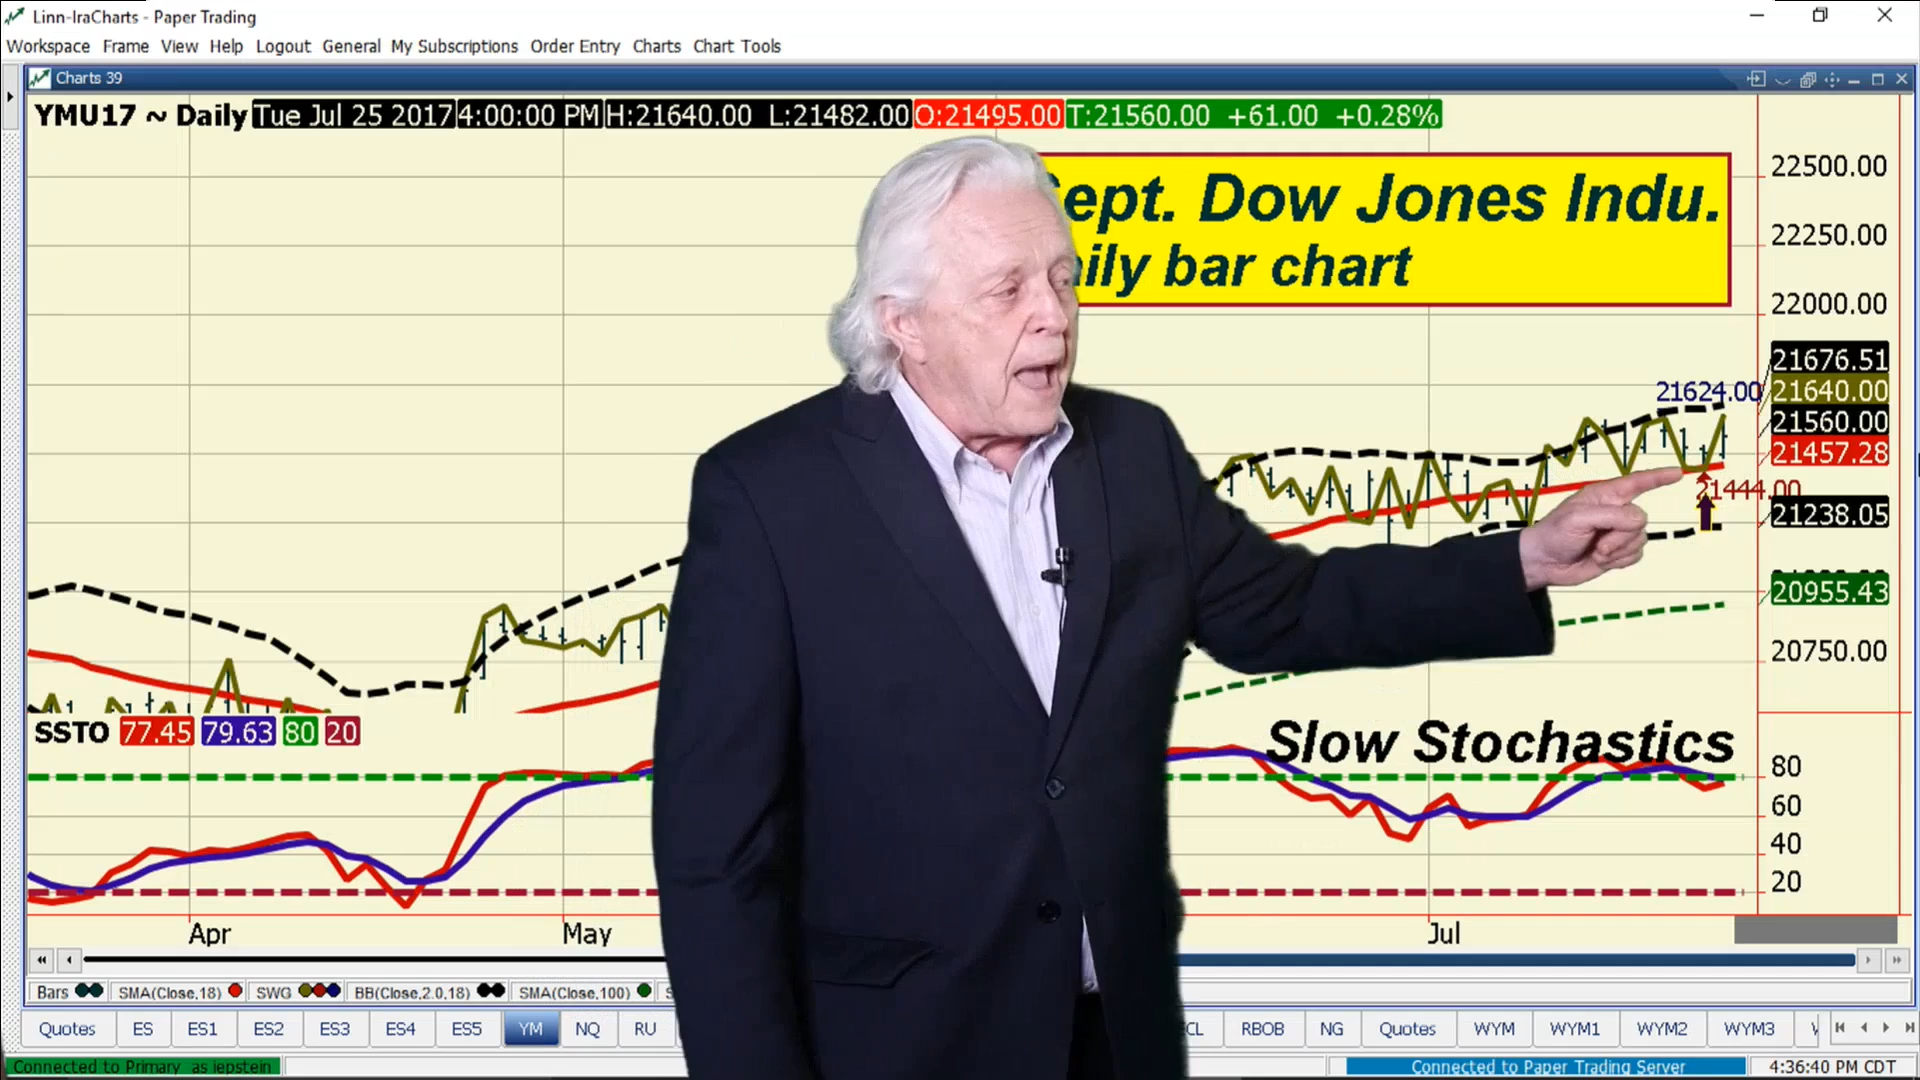 Linn-IraCharts - Paper Trading
Workspace Frame View Help Logout General My Subscriptions Order Entry Charts Chart Tools
Charts 39
YMU17 ~ Daily Tue Jul 25 2017 4:00:00 PM H:21640.00 L:21482.00 O:21495.00 T:21560.00 +61.00 +0.28%
ept. Dow Jones Indu.
ily bar chart
22500.00
22250.00
22000.00
21676.51
21624.00 21640.00
21560.00
21457.28
21444.00
21238.05
20955.43
20750.00
SSTO 77.45 79.63 80 20
Slow Stochastics
80
60
40
20
Apr May Jul
Bars SMA(Close,18) SWG BB(Close,2.0,18) SMA(Close,100)
Quotes ES ES1 ES2 ES3 ES4 ES5 YM NQ RU CL RBOB NG Quotes WYM WYM1 WYM2 WYM3
Connected to Primary as iepstein Connected to Paper Trading Server 4:36:40 PM CDT